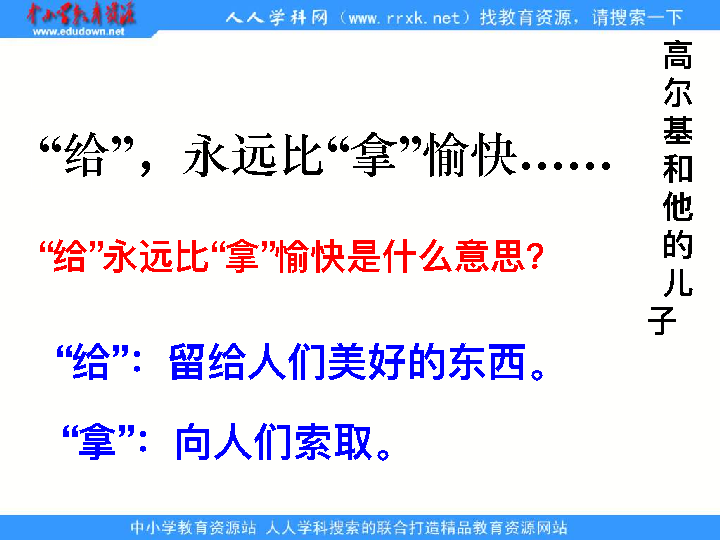 中小学教育资源
www.edudown.net
人人学科网（www.rrxk.net）找教育资源，请搜索一下
高尔基和他的儿子
“给”，永远比“拿”愉快……
“给”永远比“拿”愉快是什么意思?
“给”：留给人们美好的东西。
“拿”：向人们索取。
中小学教育资源站 人人学科搜索的联合打造精品教育资源网站